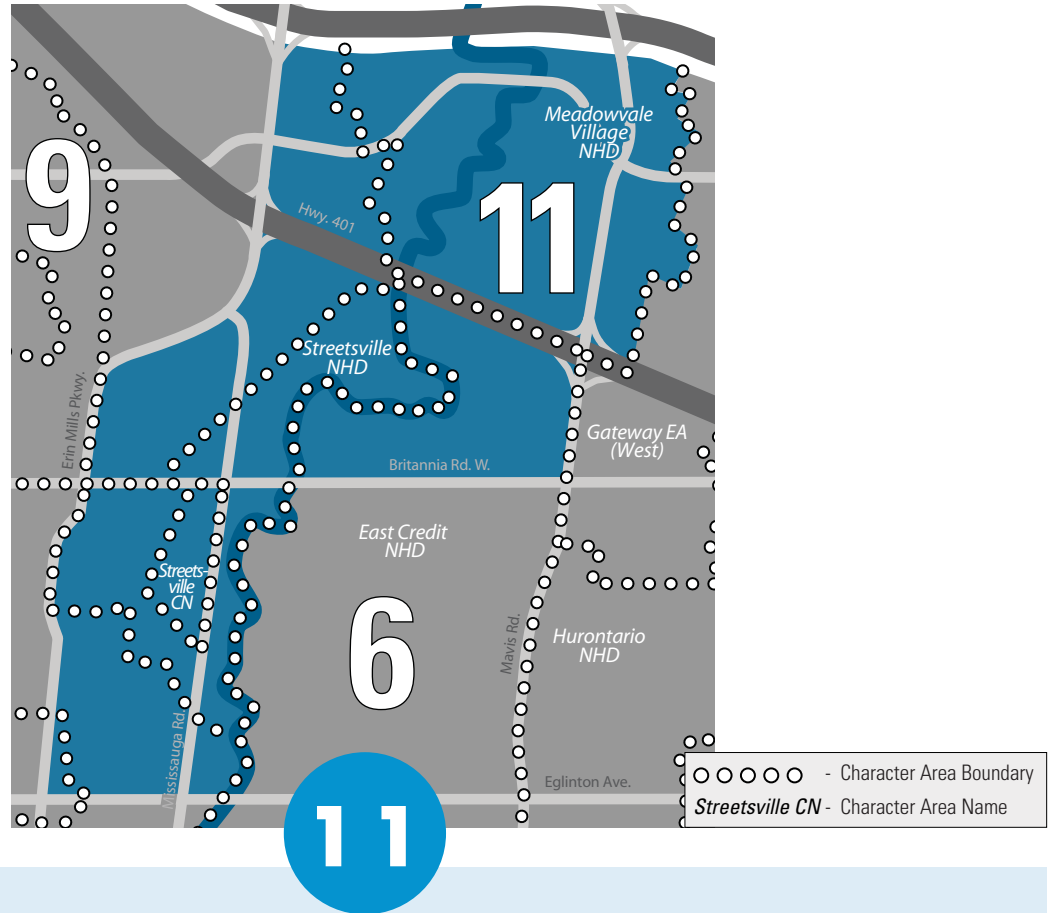 Meadowvale
Village
NHD
9
11
Hwy. 401
Streetsville
NHD
Erin Mills Pkwy.
Gateway EA
(West)
Britannia Rd. W.
East Credit
NHD
Streets-
ville
CN
6
Mavis Rd.
Hurontario
NHD
Mississauga Rd.
Eglinton Ave.
- Character Area Boundary
Streetsville CN - Character Area Name
11